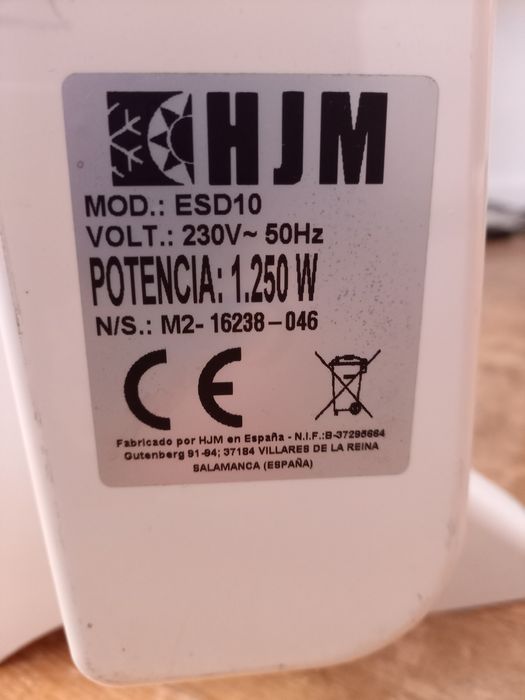 HJM
MOD.: ESD10
VOLT.: 230V~ 50Hz
POTENCIA: 1.250 W
N/S.: M2- 16238-046
CE
Fabricado por HJM en España - N.I.F.:B-37295664
Gutenberg 91-94; 37184 VILLARES DE LA REINA
SALAMANCA (ESPAÑA)